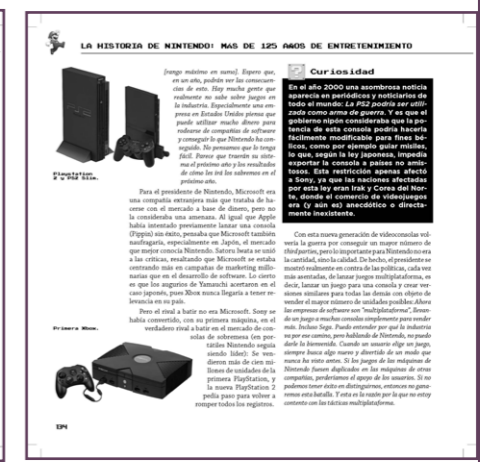 LA HISTORIA DE NINTENDO: MAS DE 125 AÑOS DE ENTRETENIMIENTO
Playstation
2 y PS2 Slim.
(rango máximo en sumo). Espero que,
en un año, podrán ver las consecuen-
cias de esto. Hay mucha gente que
realmente no sabe sobre juegos en
la industria. Especialmente una em-
presa en Estados Unidos piensa que
puede utilizar mucho dinero para
rodearse de compañías de software
y conseguir lo que Nintendo ha con-
seguido. No pensamos que lo tenga
fácil. Parece que traerán su siste-
ma el próximo año y los resultados
de cómo les irá los sabremos en el
próximo año.
Para el presidente de Nintendo, Microsoft era
una compañía extranjera más que trataba de ha-
cerse con el mercado a base de dinero, pero no
la consideraba una amenaza. Al igual que Apple
había intentado previamente lanzar una consola
(Pippin) sin éxito, pensaba que Microsoft también
naufragaría, especialmente en Japón, el mercado
que mejor conocía Nintendo. Satoru Iwata se unió
a las críticas, resaltando que Microsoft se estaba
centrando más en campañas de marketing millo-
narias que en el desarrollo de software. Lo cierto
es que los augurios de Yamauchi acertaron en el
caso japonés, pues Xbox nunca llegaría a tener re-
levancia en su país.
Pero el rival a batir no era Microsoft. Sony se
había convertido, con su primera máquina, en el
verdadero rival a batir en el mercado de con-
solas de sobremesa (en por-
tátiles Nintendo seguía
siendo líder): Se ven-
dieron más de cien mi-
llones de unidades de la
primera PlayStation, y
la nueva PlayStation 2
pedía paso para volver a
romper todos los registros.
Primera Xbox.
134
Curiosidad
En el año 2000 una asombrosa noticia
aparecía en periódicos y noticiarios de
todo el mundo: La PS2 podría ser utili-
zada como arma de guerra. Y es que el
gobierno nipón consideraba que la po-
tencia de esta consola podría hacerla
fácilmente modificable para fines bé-
licos, como por ejemplo guiar misiles,
lo que, según la ley japonesa, impedía
exportar la consola a países no amis-
tosos. Esta restricción apenas afectó
a Sony, ya que las naciones afectadas
por esta ley eran Irak y Corea del Nor-
te, donde el comercio de videojuegos
era (y aún es) anecdótico o directa-
mente inexistente.
Con esta nueva generación de videoconsolas vol-
vería la guerra por conseguir un mayor número de
third parties, pero lo importante para Nintendo no era
la cantidad, sino la calidad. De hecho, el presidente se
mostró realmente en contra de las políticas, cada vez
más asentadas, de lanzar juegos multiplataforma, es
decir, lanzar un juego para una consola y crear ver-
siones similares para todas las demás con objeto de
vender el mayor número de unidades posibles: Ahora
las empresas de software son "multiplataforma", llevan-
do un juego a muchas consolas simplemente para vender
más. Incluso Sega. Puedo entender por qué la industria
va por ese camino, pero hablando de Nintendo, no puedo
darle la bienvenida. Cuando un usuario elige un juego,
siempre busca algo nuevo y divertido de un modo que
nunca ha visto antes. Si los juegos de las máquinas de
Nintendo fuesen duplicados en las máquinas de otras
compañías, perderíamos el apoyo de los usuarios. Si no
podemos tener éxito en distinguirnos, entonces no gana-
remos esta batalla. Y esta es la razón por la que no estoy
contento con las tácticas multiplataforma.